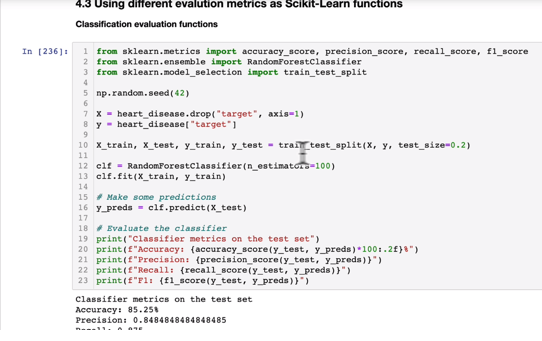 4.3 Using different evalution metrics as Scikit-Learn functions
Classification evaluation functions
In [236]:
1 from sklearn.metrics import accuracy_score, precision_score, recall_score, f1_score
2 from sklearn.ensemble import RandomForestClassifier
3 from sklearn.model_selection import train_test_split
4
5 np.random.seed(42)
6
7 X = heart_disease.drop("target", axis=1)
8 y = heart_disease["target"]
9
10 X_train, X_test, y_train, y_test = train_test_split(X, y, test_size=0.2)
11
12 clf = RandomForestClassifier(n_estimators=100)
13 clf.fit(X_train, y_train)
14
15 # Make some predictions
16 y_preds = clf.predict(X_test)
17
18 # Evaluate the classifier
19 print("Classifier metrics on the test set")
20 print(f"Accuracy: {accuracy_score(y_test, y_preds)*100:.2f}%")
21 print(f"Precision: {precision_score(y_test, y_preds)}")
22 print(f"Recall: {recall_score(y_test, y_preds)}")
23 print(f"F1: {f1_score(y_test, y_preds)}")
Classifier metrics on the test set
Accuracy: 85.25%
Precision: 0.8484848484848485
Recall: 0.875